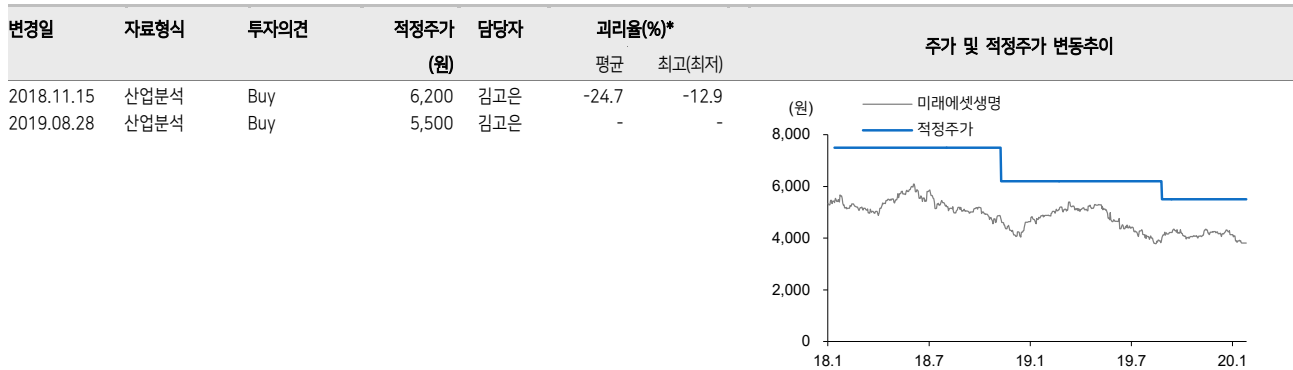 변경일 자료형식 투자의견 적정주가 담당자 괴리율(%)* 주가 및 적정주가 변동추이
(원) 평균 최고(최저)
2018.11.15 산업분석 Buy 6,200 김고은 -24.7 -12.9
2019.08.28 산업분석 Buy 5,500 김고은 - -
(원)
미래에셋생명
적정주가
8,000
6,000
4,000
2,000
0
18.1 18.7 19.1 19.7 20.1